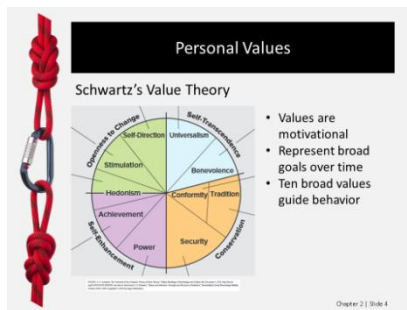 Personal Values
Schwartz's Value Theory
Openness to Change
Self-Transcendence
Self-Direction
Universalism
Stimulation
Benevolence
Hedonism
Conformity
Tradition
Achievement
Power
Security
Self-Enhancement
Conservation
• Values are
motivational
• Represent broad
goals over time
• Ten broad values
guide behavior
Chapter 2 | Slide 4